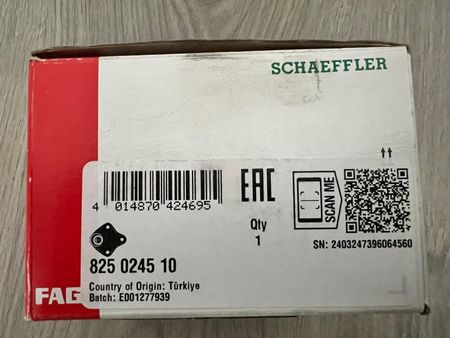 SCHAEFFLER
4 014870 424695
EAC
Qty
1
SCAN ME
SN: 2403247396064560
825 0245 10
Country of Origin: Türkiye
Batch: E001277939
FAG